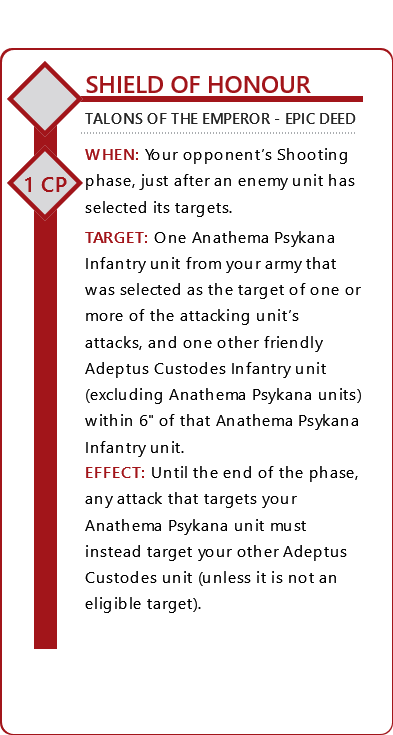 SHIELD OF HONOUR
TALONS OF THE EMPEROR - EPIC DEED
WHEN: Your opponent's Shooting
phase, just after an enemy unit has
selected its targets.
1 CP
TARGET: One Anathema Psykana
Infantry unit from your army that
was selected as the target of one or
more of the attacking unit's
attacks, and one other friendly
Adeptus Custodes Infantry unit
(excluding Anathema Psykana units)
within 6" of that Anathema Psykana
Infantry unit.
EFFECT: Until the end of the phase,
any attack that targets your
Anathema Psykana unit must
instead target your other Adeptus
Custodes unit (unless it is not an
eligible target).